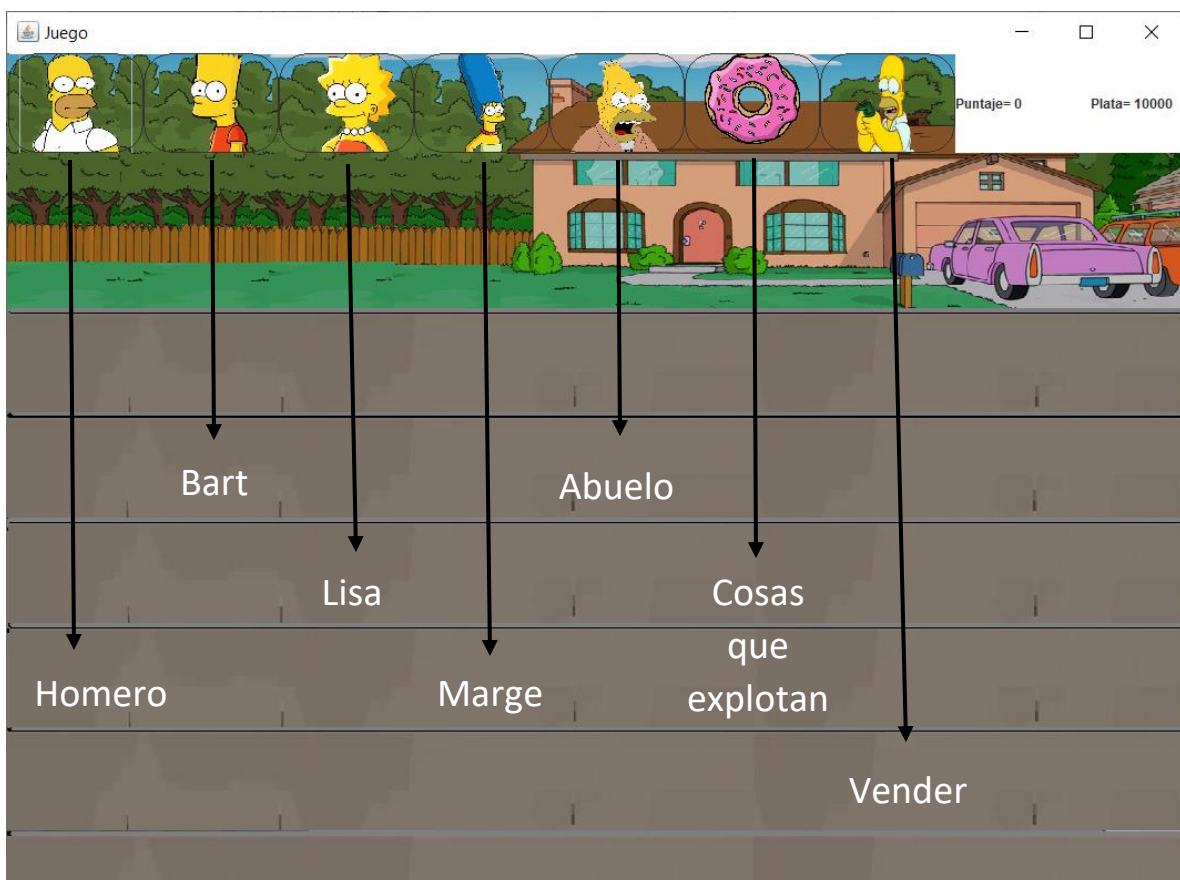 Juego
Puntaje= 0
Plata= 10000
Bart
Abuelo
Lisa
Cosas
que
explotan
Homero
Marge
Vender